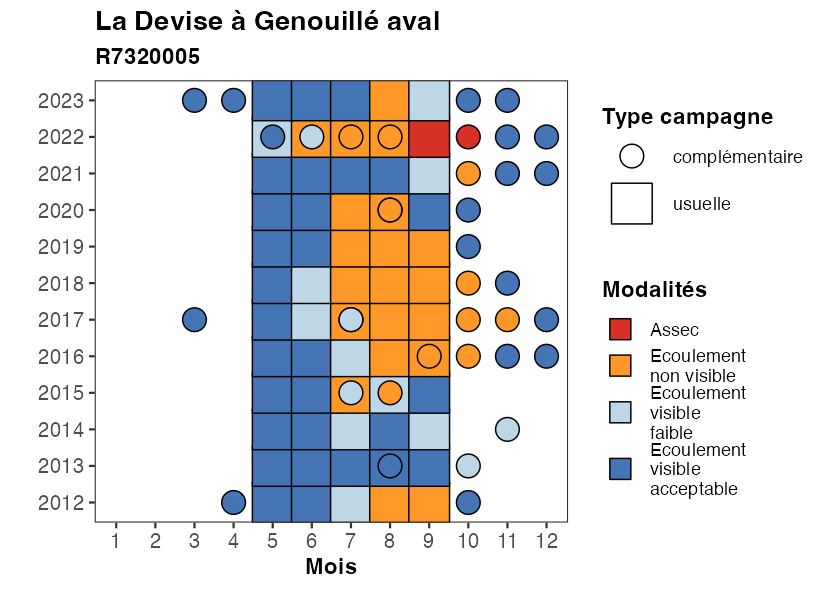 La Devise à Genouillé aval
R7320005
2023
2022
2021
2020
2019
2018
2017
2016
2015
2014
2013
2012
1 2 3 4 5 6 7 8 9 10 11 12
Mois
Type campagne
complémentaire
usuelle
Modalités
Assec
Ecoulement
non visible
Ecoulement
visible
faible
Ecoulement
visible
acceptable